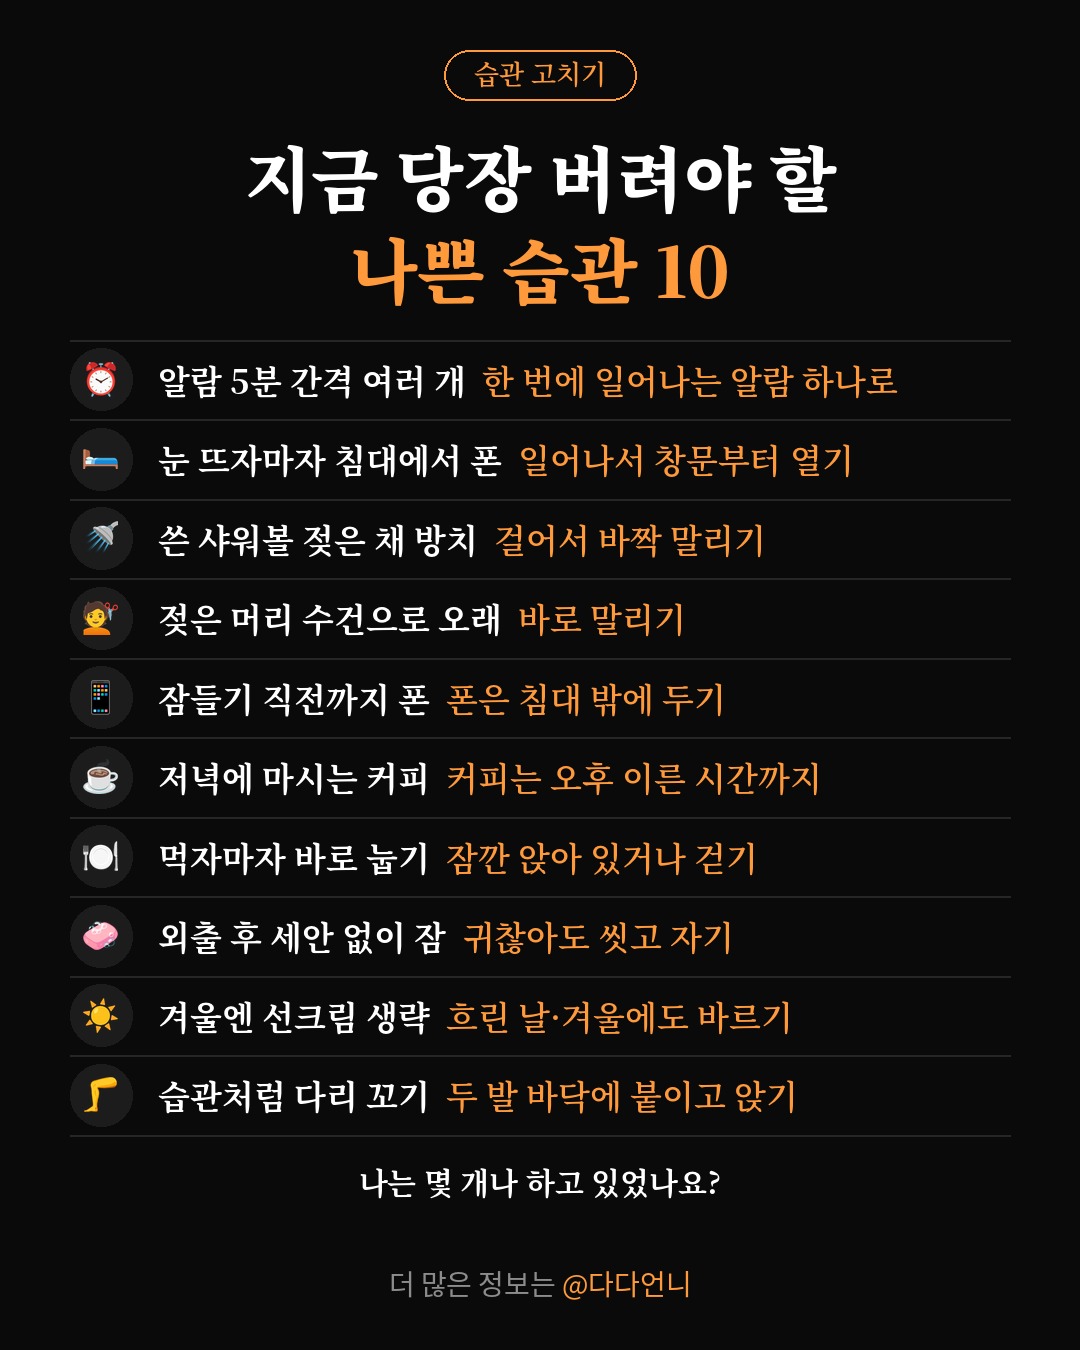 습관 고치기
지금 당장 버려야 할
나쁜 습관 10
알람 5분 간격 여러 개 한 번에 일어나는 알람 하나로
눈 뜨자마자 침대에서 폰 일어나서 창문부터 열기
쓴 샤워볼 젖은 채 방치 걸어서 바짝 말리기
젖은 머리 수건으로 오래 바로 말리기
잠들기 직전까지 폰 폰은 침대 밖에 두기
저녁에 마시는 커피 커피는 오후 이른 시간까지
먹자마자 바로 눕기 잠깐 앉아 있거나 걷기
외출 후 세안 없이 잠 귀찮아도 씻고 자기
겨울엔 선크림 생략 흐린 날·겨울에도 바르기
습관처럼 다리 꼬기 두 발 바닥에 붙이고 앉기
나는 몇 개나 하고 있었나요?
더 많은 정보는 @다다언니